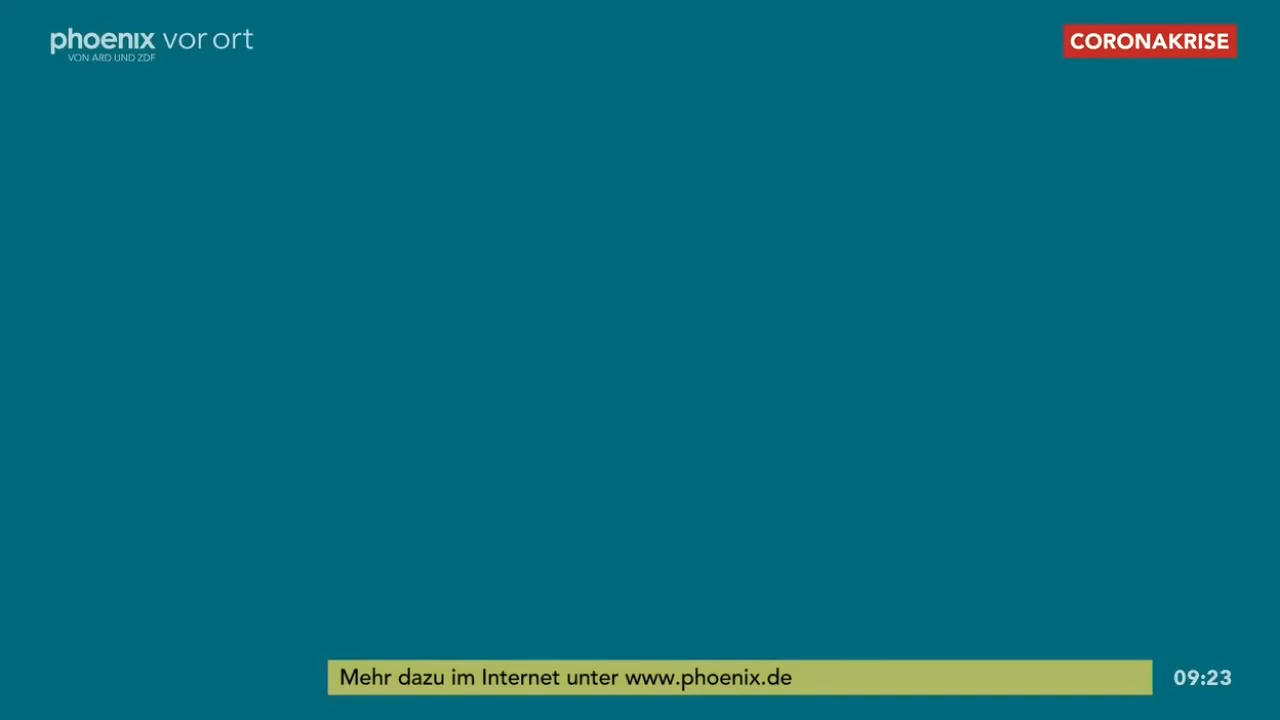 phoenix vor ort
VON ARD UND ZDF
CORONAKRISE
Mehr dazu im Internet unter www.phoenix.de
09:23